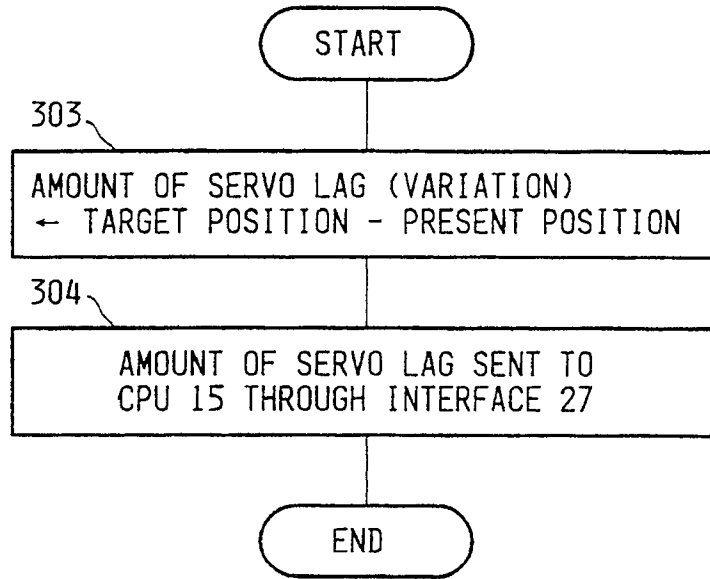 START
303
AMOUNT OF SERVO LAG (VARIATION)
← TARGET POSITION - PRESENT POSITION
304
AMOUNT OF SERVO LAG SENT TO
CPU 15 THROUGH INTERFACE 27
END